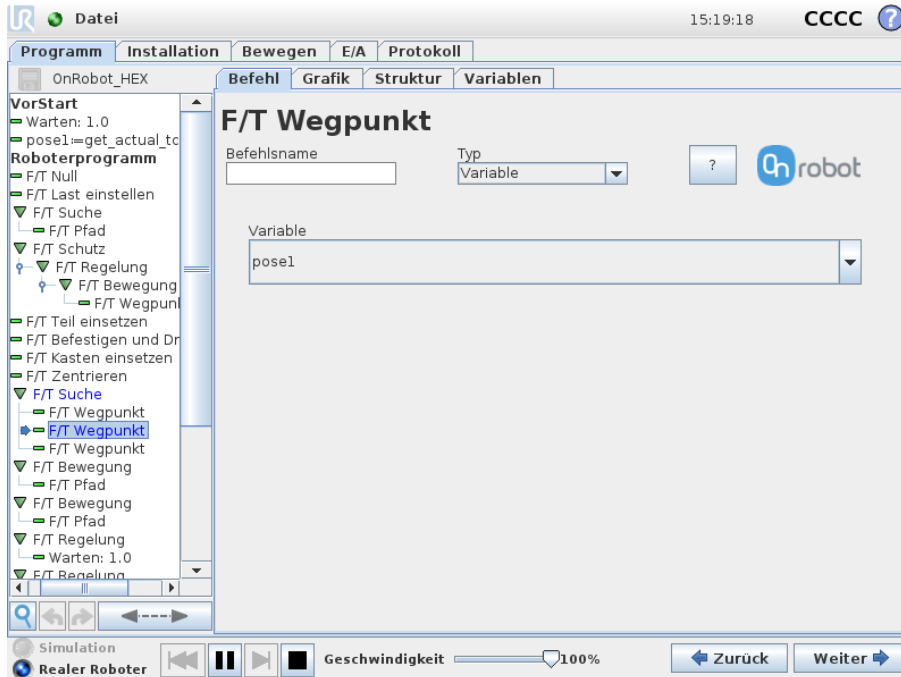 Datei
15:19:18
CCCC
?
Programm
Installation
Bewegen
E/A
Protokoll
OnRobot_HEX
Befehl
Grafik
Struktur
Variablen
VorStart
Warten: 1.0
pose1:=get_actual_tc
Roboterprogramm
F/T Null
F/T Last einstellen
F/T Suche
F/T Pfad
F/T Schutz
F/T Regelung
F/T Bewegung
F/T Wegpunl
F/T Teil einsetzen
F/T Befestigen und Dr
F/T Kasten einsetzen
F/T Zentrieren
F/T Suche
F/T Wegpunkt
F/T Wegpunkt
F/T Wegpunkt
F/T Bewegung
F/T Pfad
F/T Bewegung
F/T Pfad
F/T Regelung
Warten: 1.0
F/T Regelung
F/T Wegpunkt
Befehlsname
Typ
Variable
?
On robot
Variable
pose1
Simulation
Realer Roboter
Geschwindigkeit
100%
Zurück
Weiter